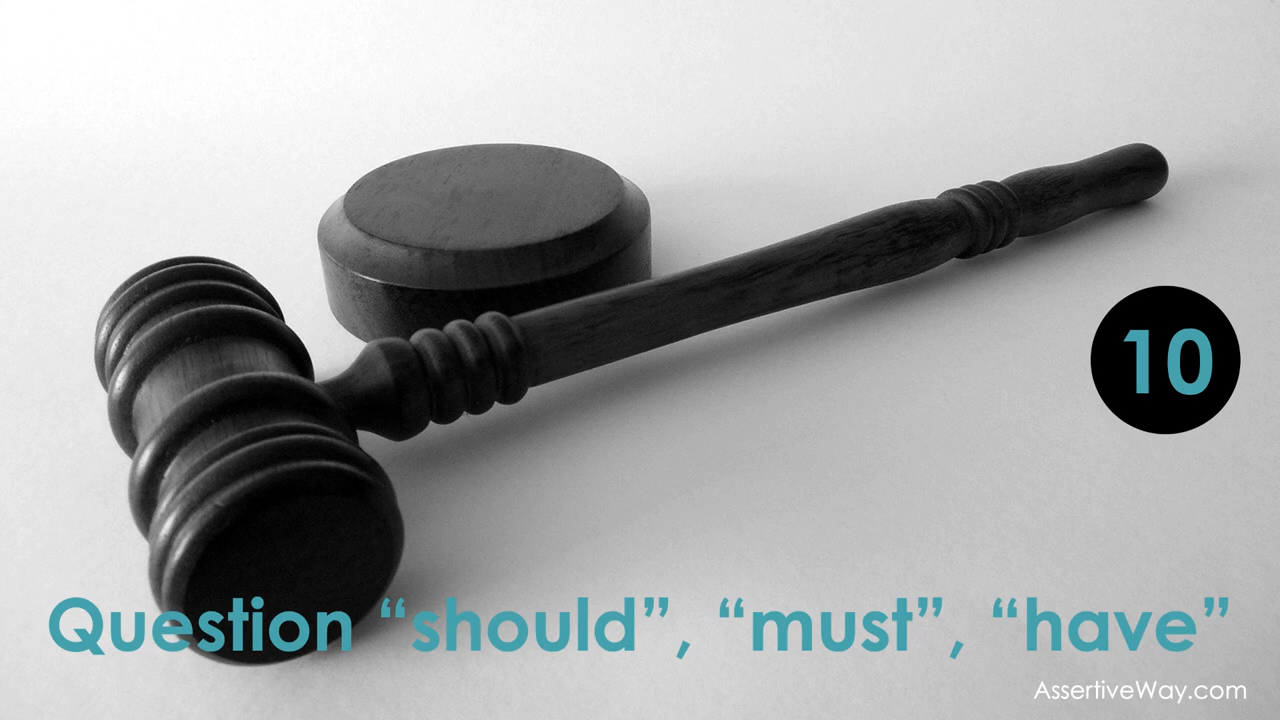 10
Question “should”, “must”, “have”
AssertiveWay.com